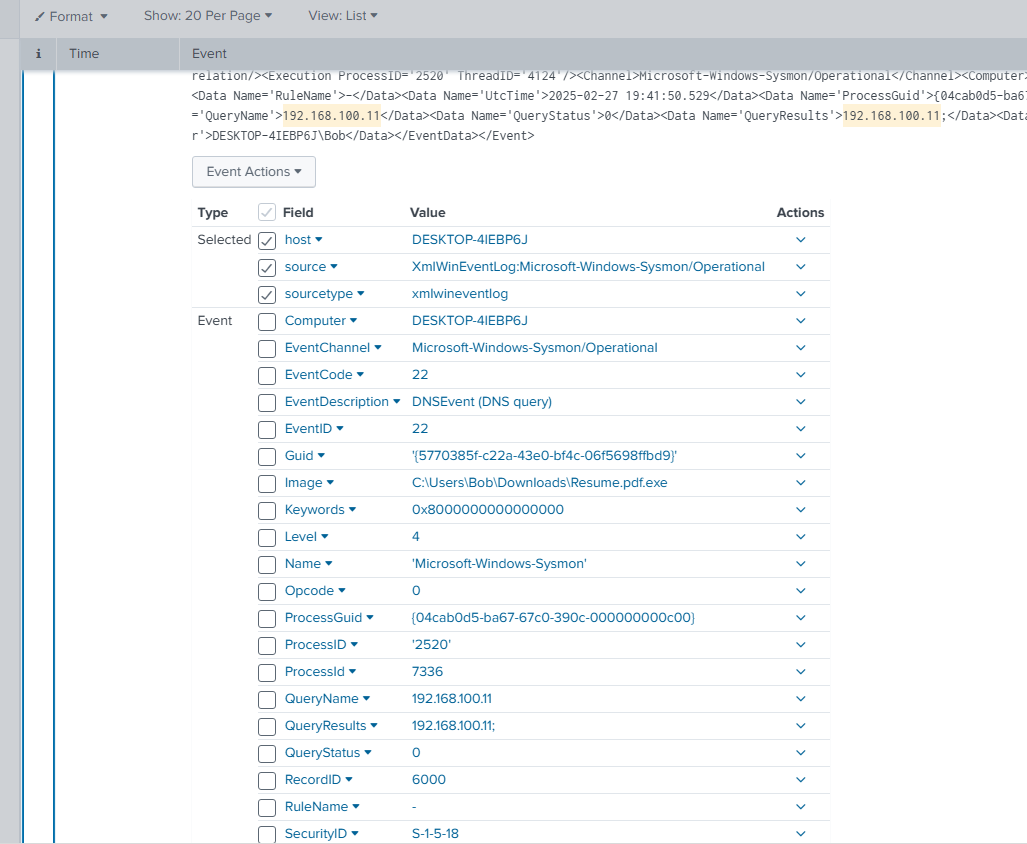 Format
Show: 20 Per Page
View: List
i Time Event
relation/><Execution ProcessID='2520' ThreadID='4124'/><Channel>Microsoft-Windows-Sysmon/Operational</Channel><Computer>
<Data Name='RuleName'>-</Data><Data Name='UtcTime'>2025-02-27 19:41:50.529</Data><Data Name='ProcessGuid'>{04cab0d5-ba67
='QueryName'>192.168.100.11</Data><Data Name='QueryStatus'>0</Data><Data Name='QueryResults'>192.168.100.11;</Data><Data
r'>DESKTOP-4IEBP6J\Bob</Data></EventData></Event>
Event Actions
Type Field Value Actions
Selected host DESKTOP-4IEBP6J
source XmlWinEventLog:Microsoft-Windows-Sysmon/Operational
sourcetype xmlwineventlog
Event Computer DESKTOP-4IEBP6J
EventChannel Microsoft-Windows-Sysmon/Operational
EventCode 22
EventDescription DNSEvent (DNS query)
EventID 22
Guid '{5770385f-c22a-43e0-bf4c-06f5698ffbd9}'
Image C:\Users\Bob\Downloads\Resume.pdf.exe
Keywords 0x8000000000000000
Level 4
Name 'Microsoft-Windows-Sysmon'
Opcode 0
ProcessGuid {04cab0d5-ba67-67c0-390c-000000000c00}
ProcessID '2520'
ProcessId 7336
QueryName 192.168.100.11
QueryResults 192.168.100.11;
QueryStatus 0
RecordID 6000
RuleName -
SecurityID S-1-5-18